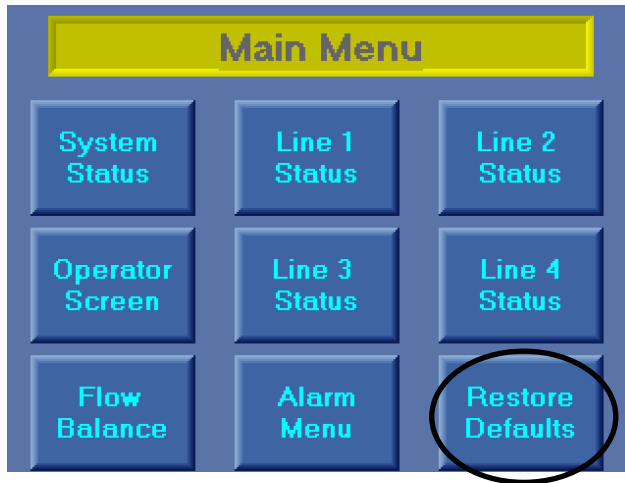 Main Menu
System
Status
Line 1
Status
Line 2
Status
Operator
Screen
Line 3
Status
Line 4
Status
Flow
Balance
Alarm
Menu
Restore
Defaults